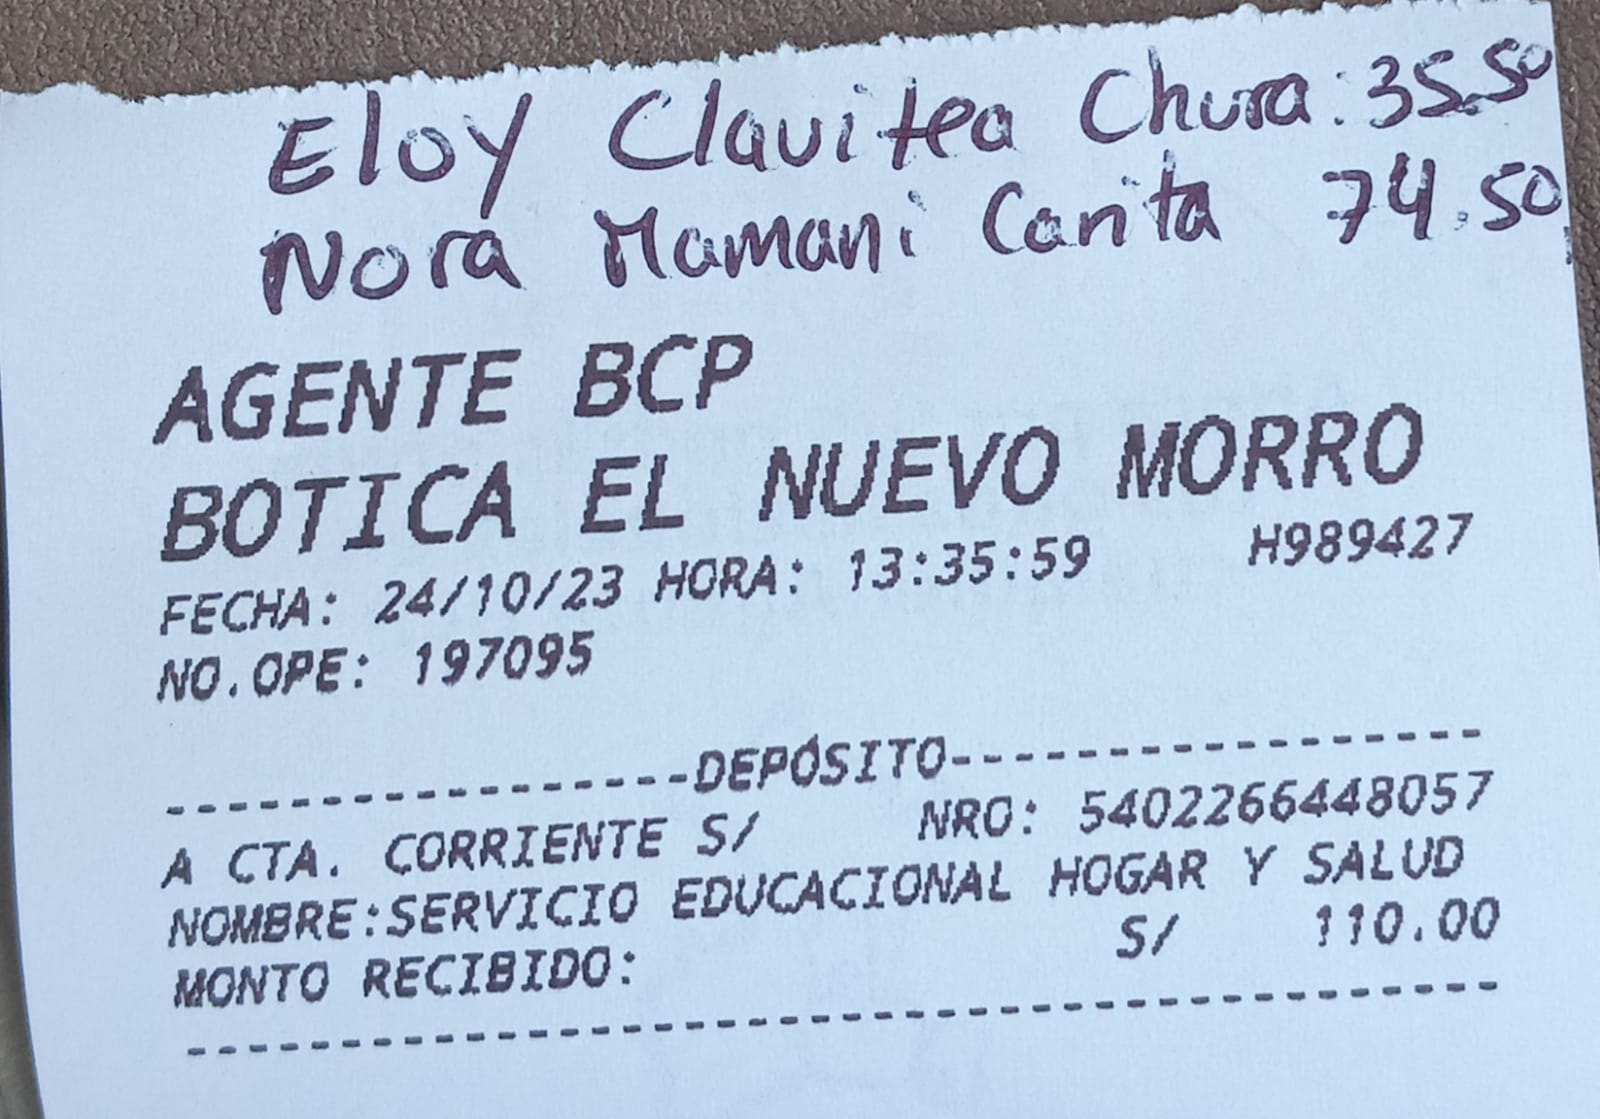 Eloy Clavitea Chura: 35.50
Nora Mamani Carita 74.50
AGENTE BCP
BOTICA EL NUEVO MORRO
FECHA: 24/10/23 HORA: 13:35:59 H989427
NO.OPE: 197095
-----------------DEPÓSITO-----------------
A CTA. CORRIENTE S/ NRO: 5402266448057
NOMBRE:SERVICIO EDUCACIONAL HOGAR Y SALUD
MONTO RECIBIDO: S/ 110.00